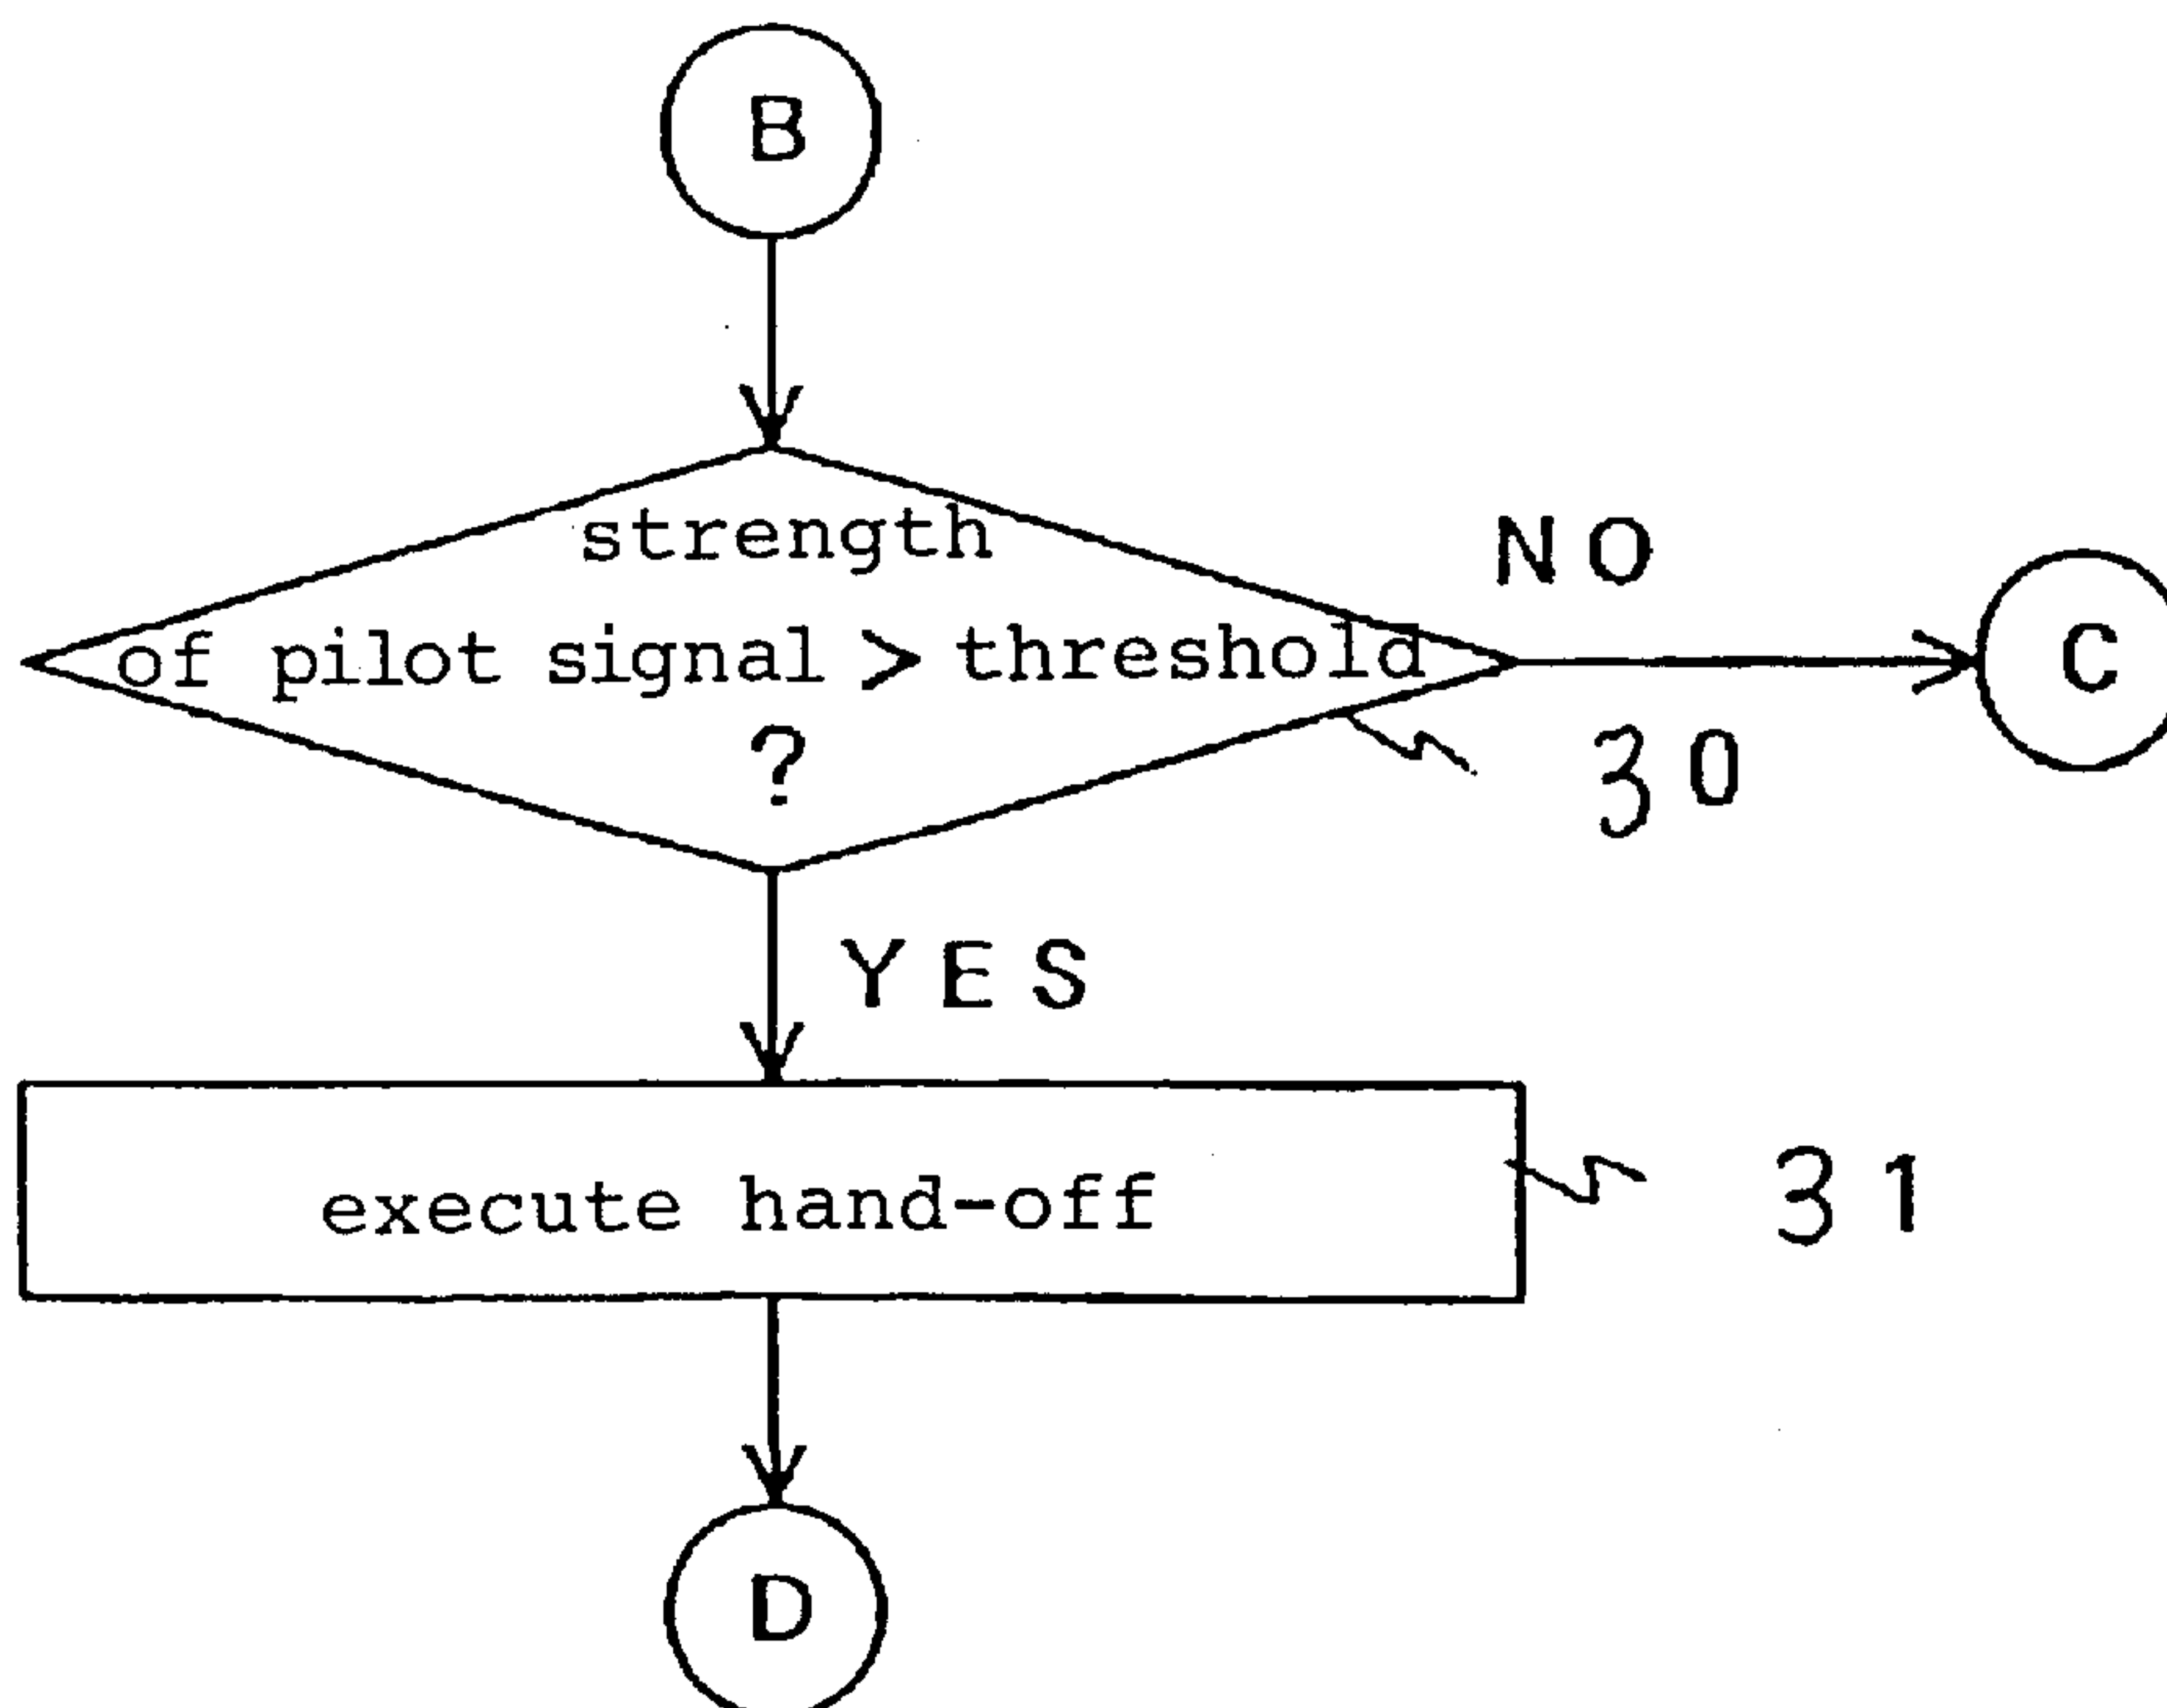 B
strength
of pilot signal > threshold
?
NO
C
30
YES
execute hand-off
31
D